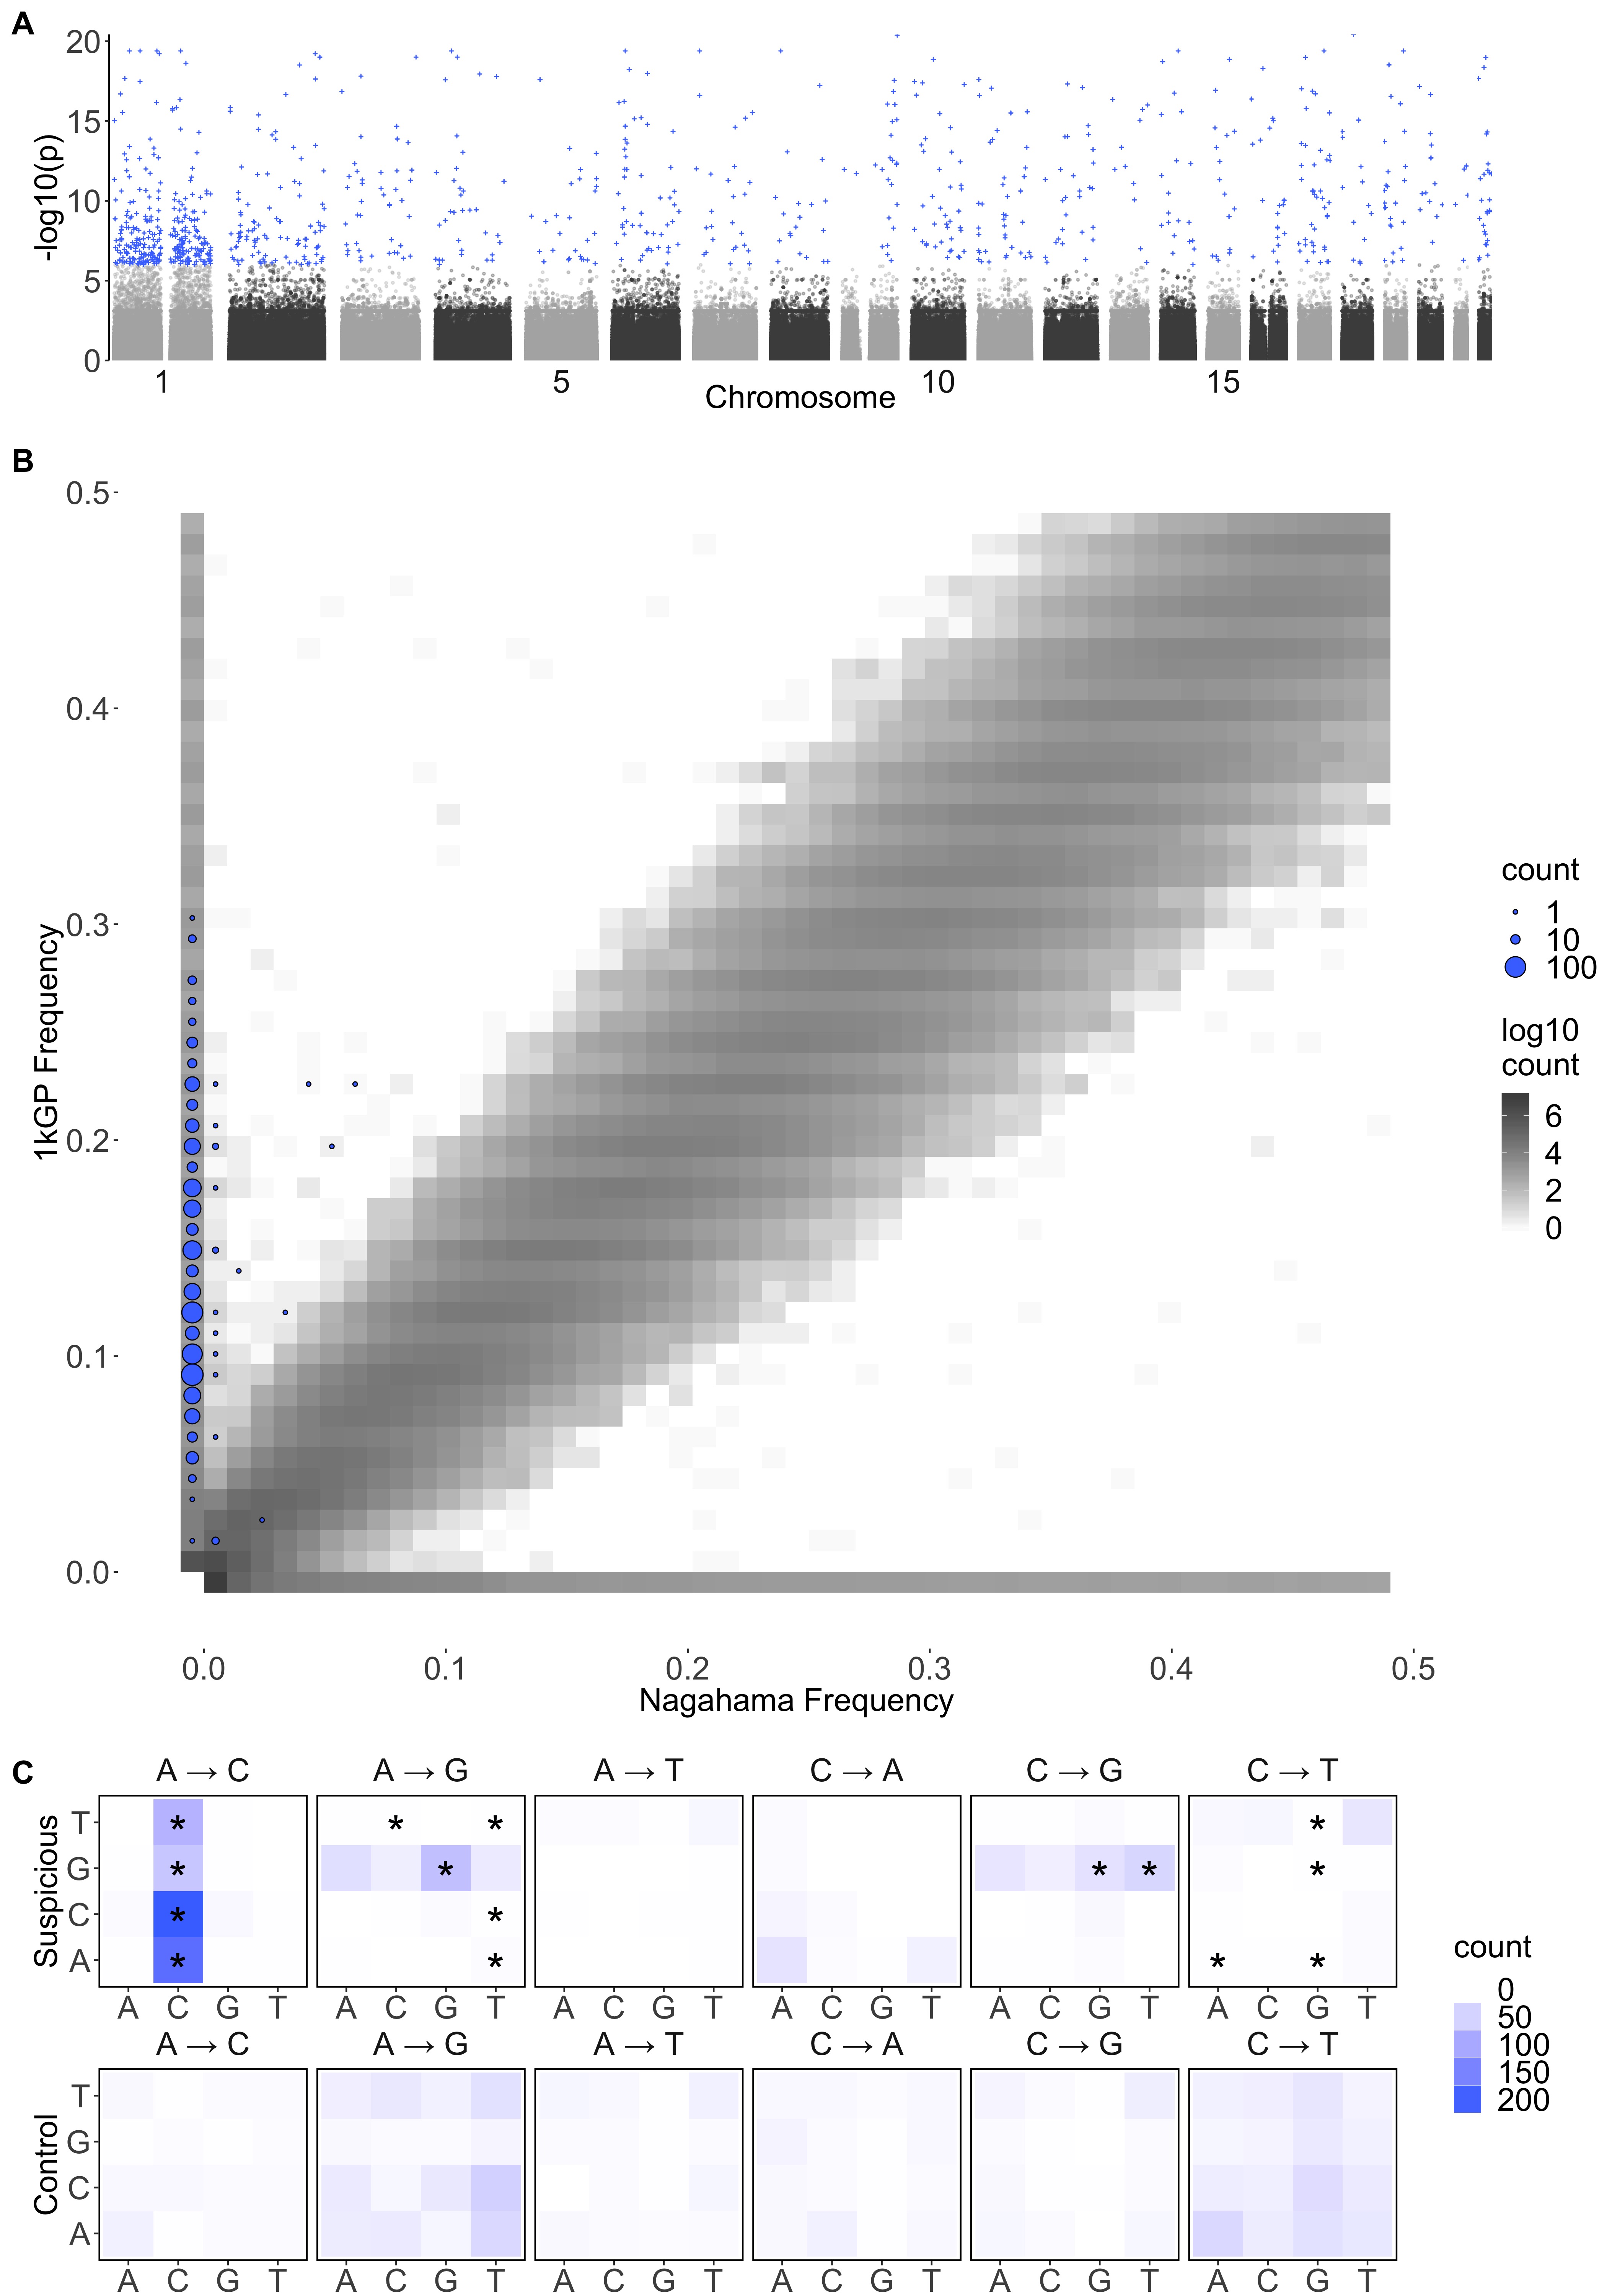 A
-log10(p)
20
15
10
5
0
1 5 10 15
Chromosome
B
1kGP Frequency
0.5
0.4
0.3
0.2
0.1
0.0
0.0 0.1 0.2 0.3 0.4 0.5
Nagahama Frequency
count
1
10
100
log10
count
6
4
2
0
C
A → C A → G A → T C → A C → G C → T
Suspicious
T * * * *
G * * * * *
C * *
A * * * *
A C G T A C G T A C G T A C G T A C G T A C G T
A → C A → G A → T C → A C → G C → T
Control
T
G
C
A
A C G T A C G T A C G T A C G T A C G T A C G T
count
0
50
100
150
200